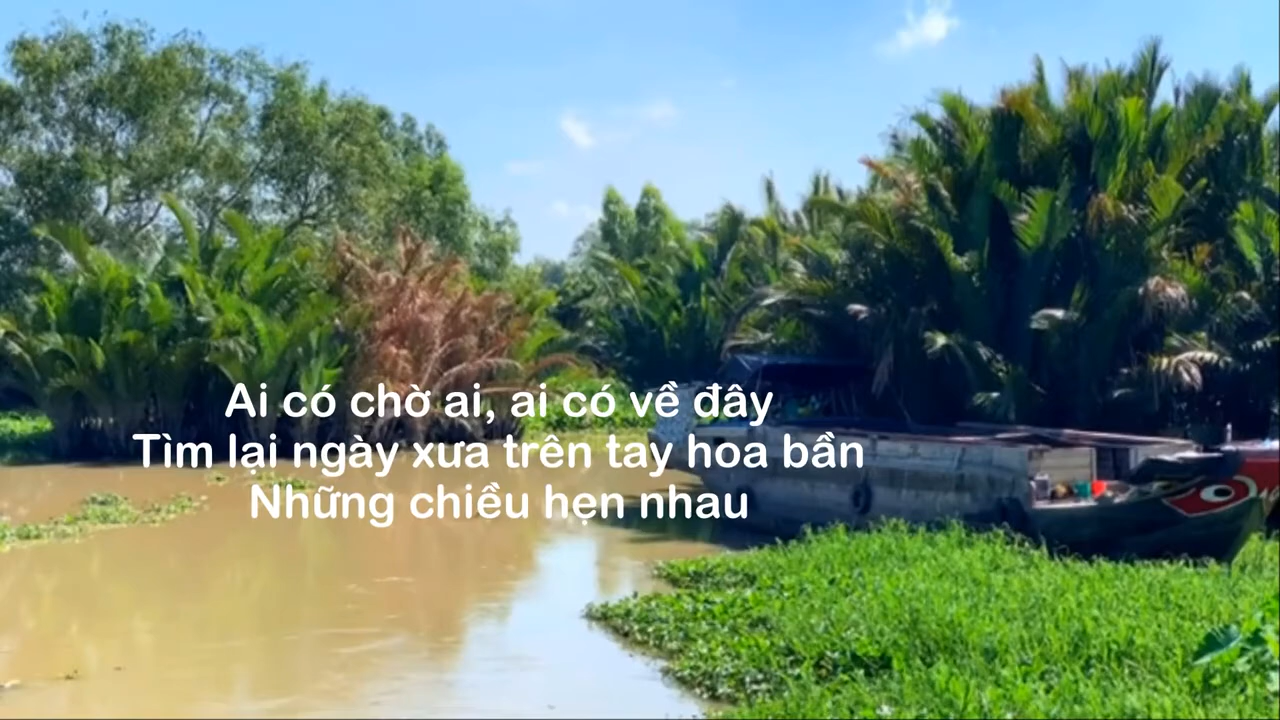 Ai có chờ ai, ai có về đây
Tìm lại ngày xưa trên tay hoa bần
Những chiều hẹn nhau